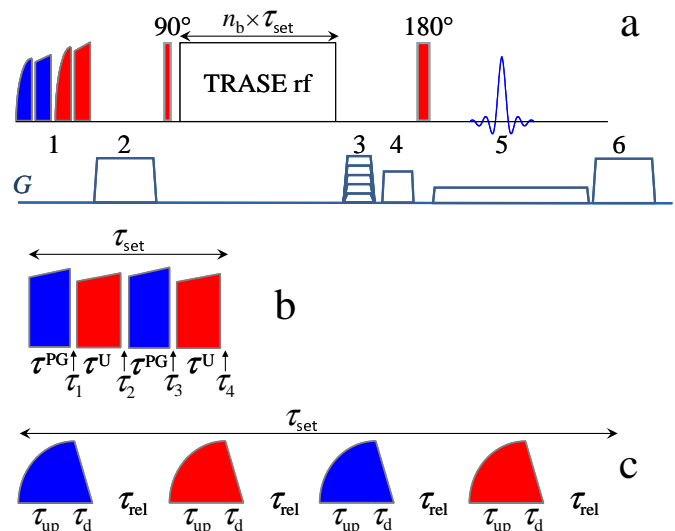 n_b × τ_set
90°
180°
a
TRASE rf
1
2
3
4
5
6
G
τ_set
b
τ^PG τ_1 τ^U τ_2 τ^PG τ_3 τ^U τ_4
τ_set
c
τ_up τ_d τ_rel τ_up τ_d τ_rel τ_up τ_d τ_rel τ_up τ_d τ_rel